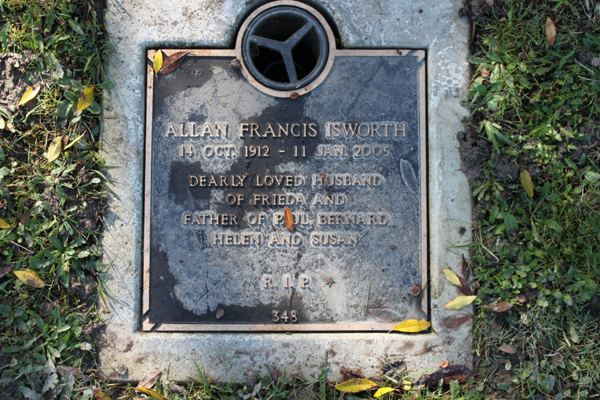 ALLAN FRANCIS ISWORTH
14 OCT. 1912 - 11 JAN. 2005
DEARLY LOVED HUSBAND
OF FRIEDA AND
FATHER OF PAUL, BERNARD,
HELEN AND SUSAN
R.I.P.
348